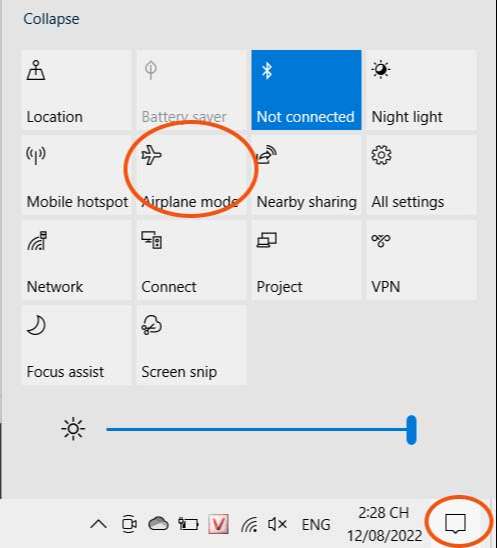 Collapse
Location
Battery saver
Not connected
Night light
Mobile hotspot
Airplane mode
Nearby sharing
All settings
Network
Connect
Project
VPN
Focus assist
Screen snip
V
ENG
2:28 CH
12/08/2022